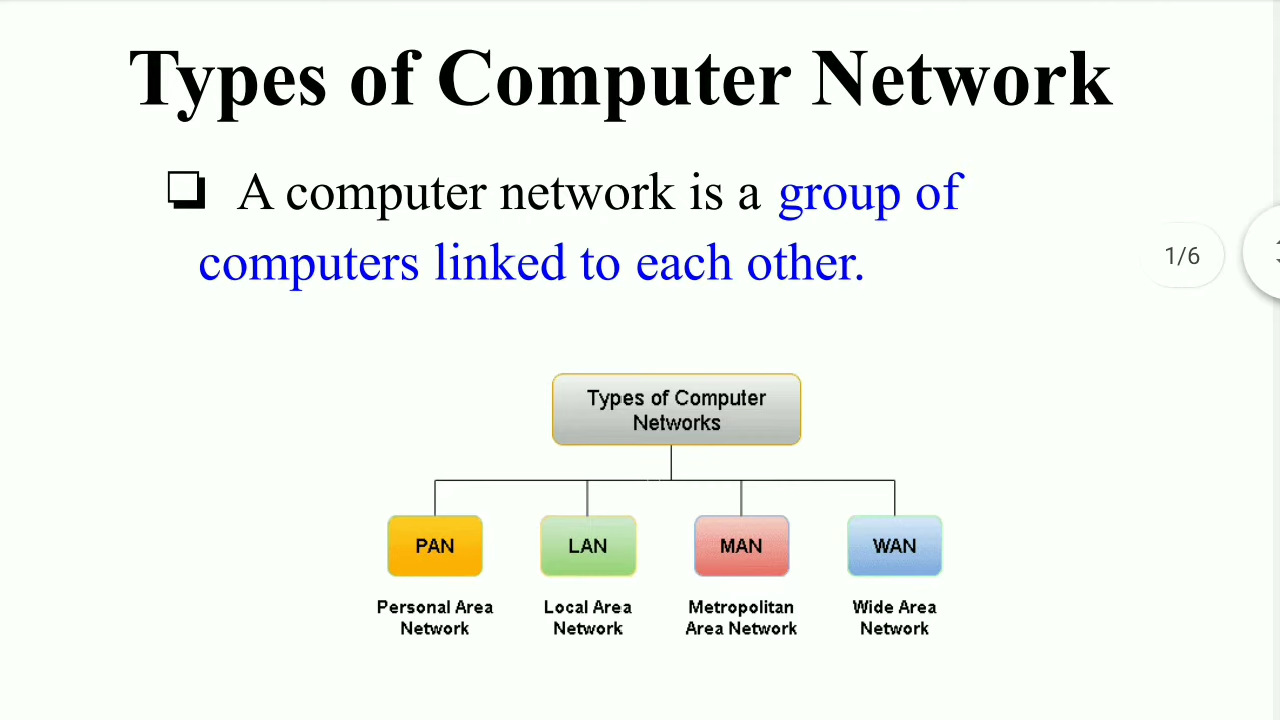 Types of Computer Network
❑ A computer network is a group of
computers linked to each other.
1/6
Types of Computer
Networks
PAN LAN MAN WAN
Personal Area Local Area Metropolitan Wide Area
Network Network Area Network Network